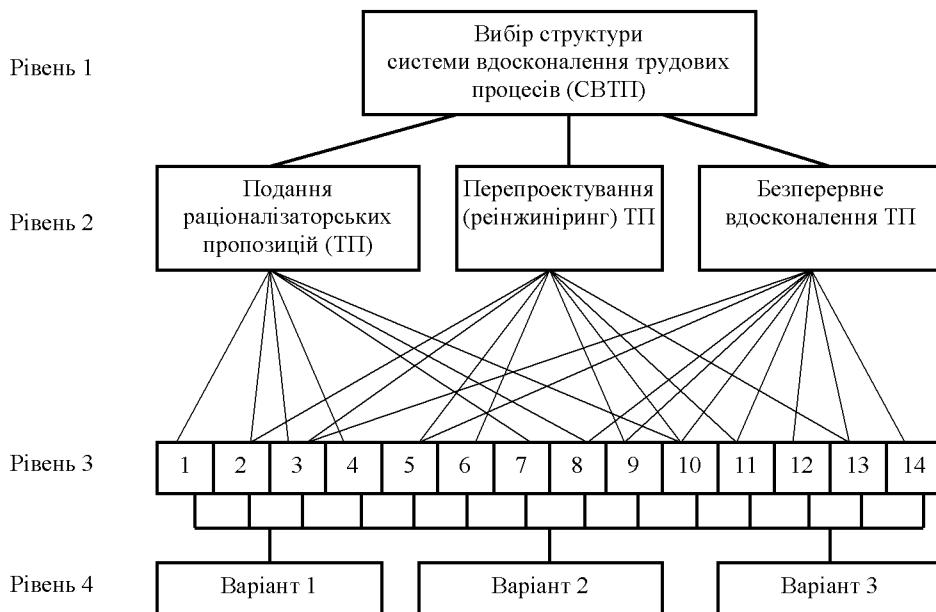 Рівень 1
Вибір структури
системи вдосконалення трудових
процесів (СВТП)
Рівень 2
Подання
раціоналізаторських
пропозицій (ТП)
Перепроектування
(реінжиніринг) ТП
Безперервне
вдосконалення ТП
Рівень 3
1 2 3 4 5 6 7 8 9 10 11 12 13 14
Рівень 4
Варіант 1
Варіант 2
Варіант 3